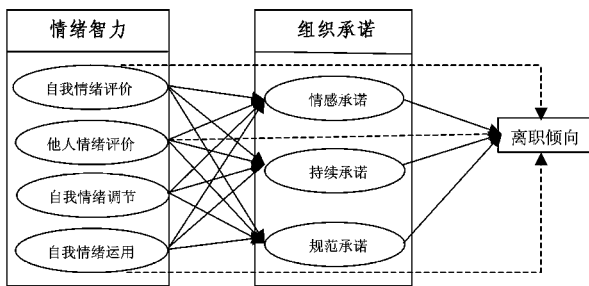 情绪智力
自我情绪评价
他人情绪评价
自我情绪调节
自我情绪运用
组织承诺
情感承诺
持续承诺
规范承诺
离职倾向